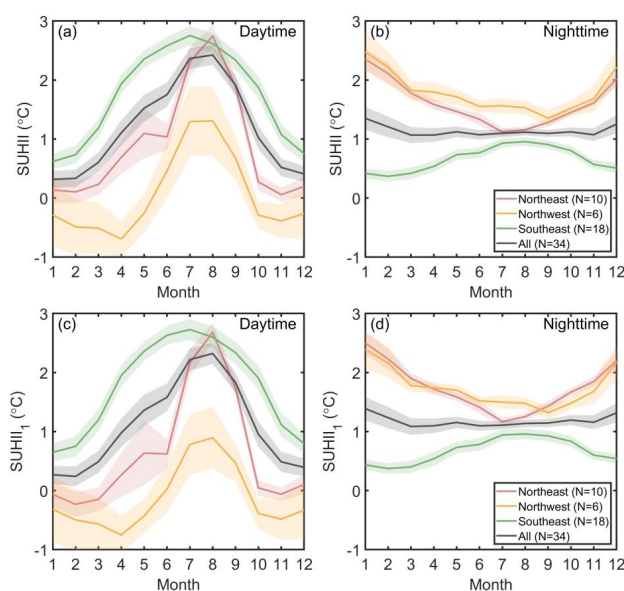 (a) Daytime
3
2
1
0
-1
SUHII (°C)
1 2 3 4 5 6 7 8 9 10 11 12
Month
(b) Nighttime
3
2
1
0
-1
SUHII (°C)
Northeast (N=10)
Northwest (N=6)
Southeast (N=18)
All (N=34)
1 2 3 4 5 6 7 8 9 10 11 12
Month
(c) Daytime
3
2
1
0
-1
SUHII1 (°C)
1 2 3 4 5 6 7 8 9 10 11 12
Month
(d) Nighttime
3
2
1
0
-1
SUHII1 (°C)
Northeast (N=10)
Northwest (N=6)
Southeast (N=18)
All (N=34)
1 2 3 4 5 6 7 8 9 10 11 12
Month